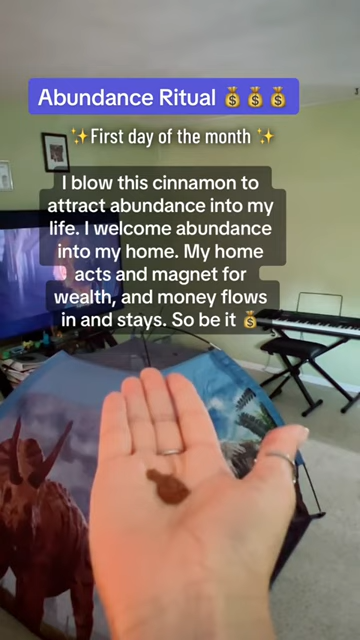 Abundance Ritual 💰💰💰
✨First day of the month ✨
I blow this cinnamon to
attract abundance into my
life. I welcome abundance
into my home. My home
acts and magnet for
wealth, and money flows
in and stays. So be it 💰